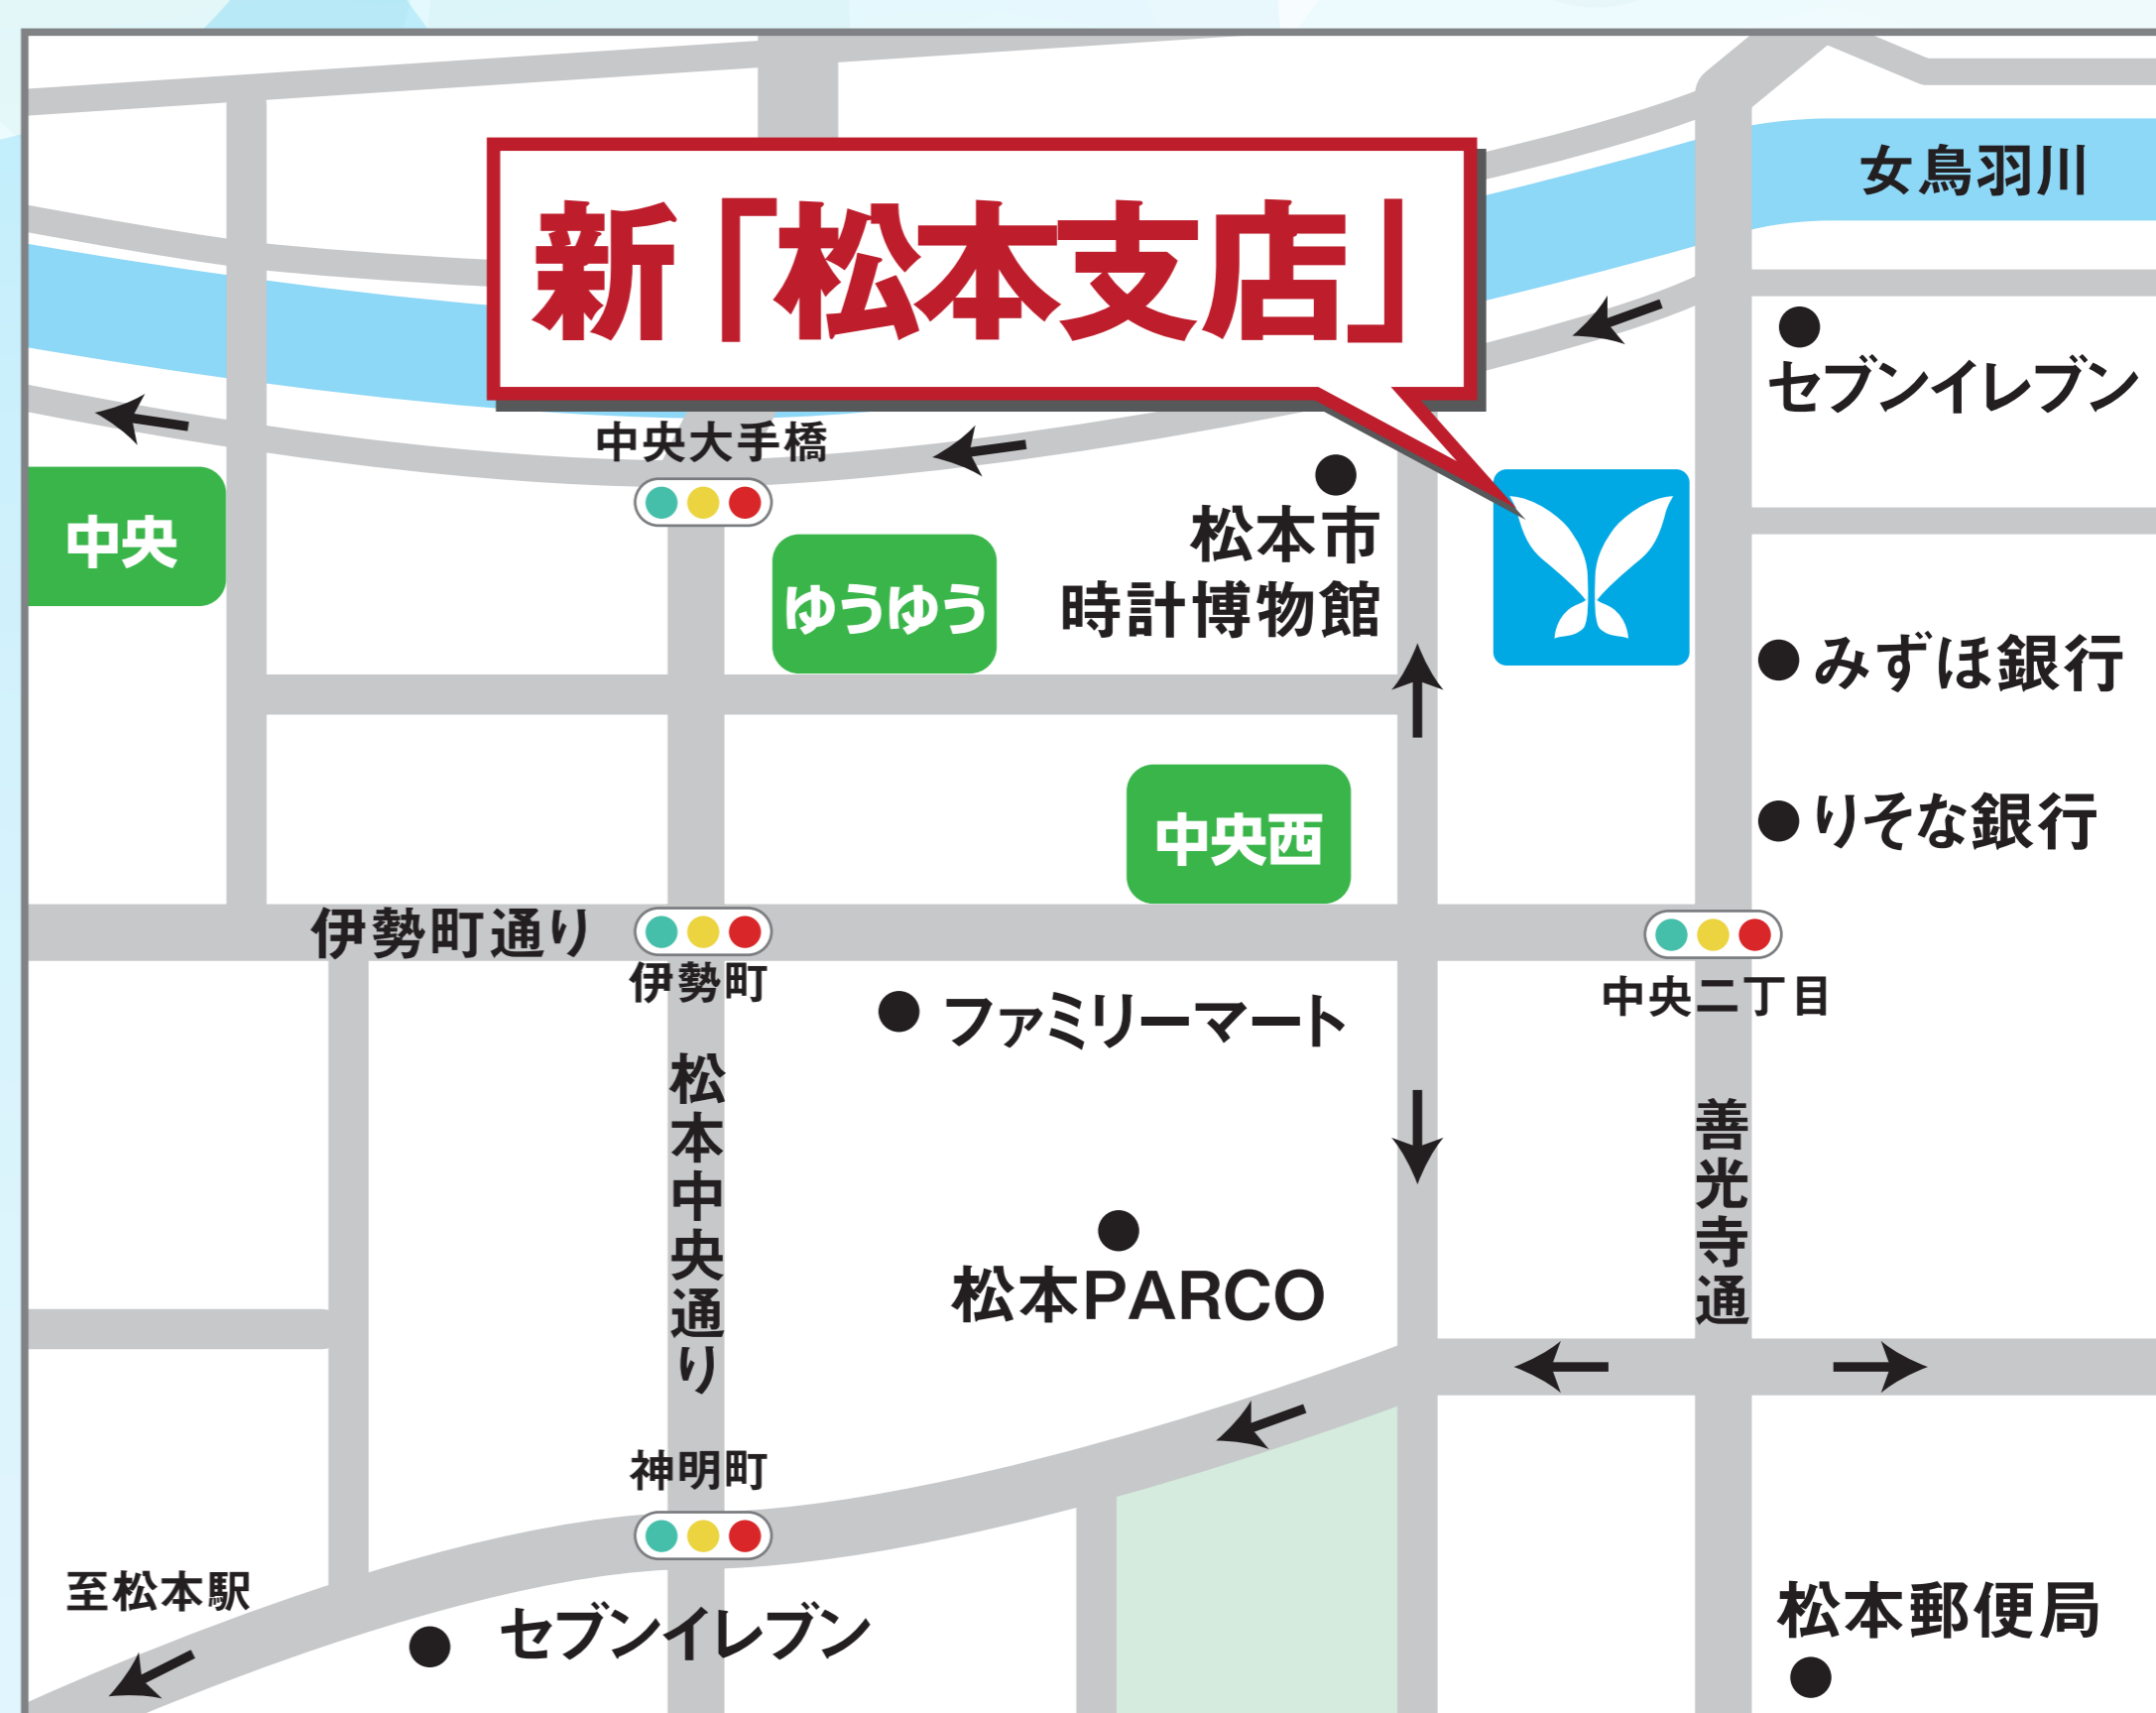 女鳥羽川
新「松本支店」
セブンイレブン
中央大手橋
中央
松本市
時計博物館
ゆうゆう
みずほ銀行
りそな銀行
中央西
伊勢町通り
伊勢町
中央二丁目
ファミリーマート
松本中央通り
善光寺通
松本PARCO
神明町
至松本駅
セブンイレブン
松本郵便局